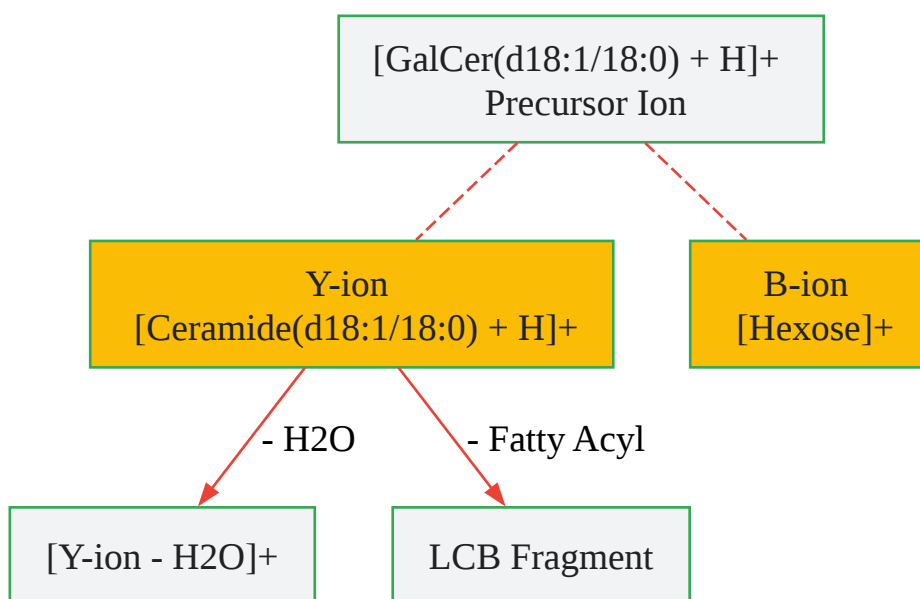 [GalCer(d18:1/18:0) + H]+
Precursor Ion
Y-ion
[Ceramide(d18:1/18:0) + H]+
B-ion
[Hexose]+
- H2O
- Fatty Acyl
[Y-ion - H2O]+
LCB Fragment